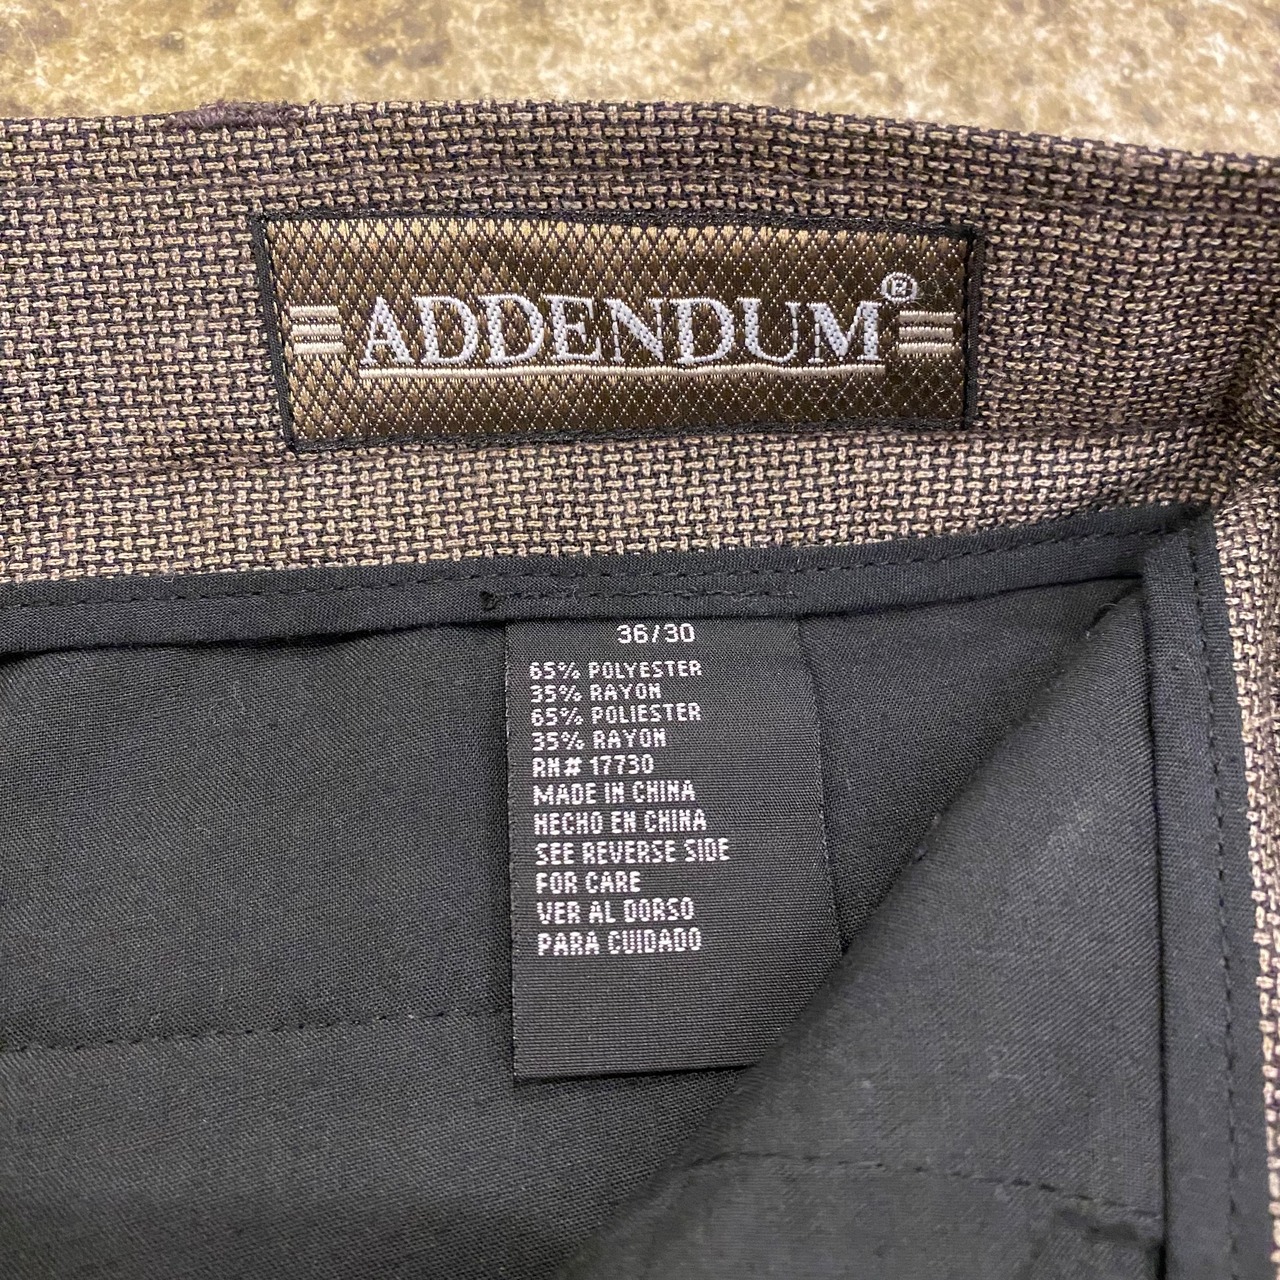 ADDENDUM®
36/30
65% POLYESTER
35% RAYON
65% POLIESTER
35% RAYON
RN# 17730
MADE IN CHINA
HECHO EN CHINA
SEE REVERSE SIDE
FOR CARE
VER AL DORSO
PARA CUIDADO